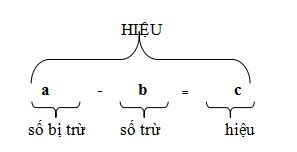 HIỆU
a - b = c
số bị trừ số trừ hiệu